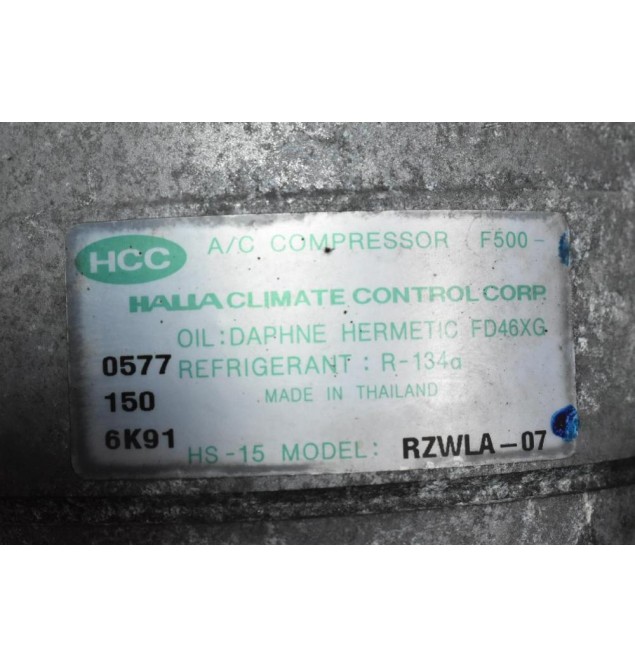 HCC
A/C COMPRESSOR F500-
HALLA CLIMATE CONTROL CORP.
OIL:DAPHNE HERMETIC FD46XG
0577 REFRIGERANT : R-134a
150 MADE IN THAILAND
6K91 HS-15 MODEL: RZWLA-07